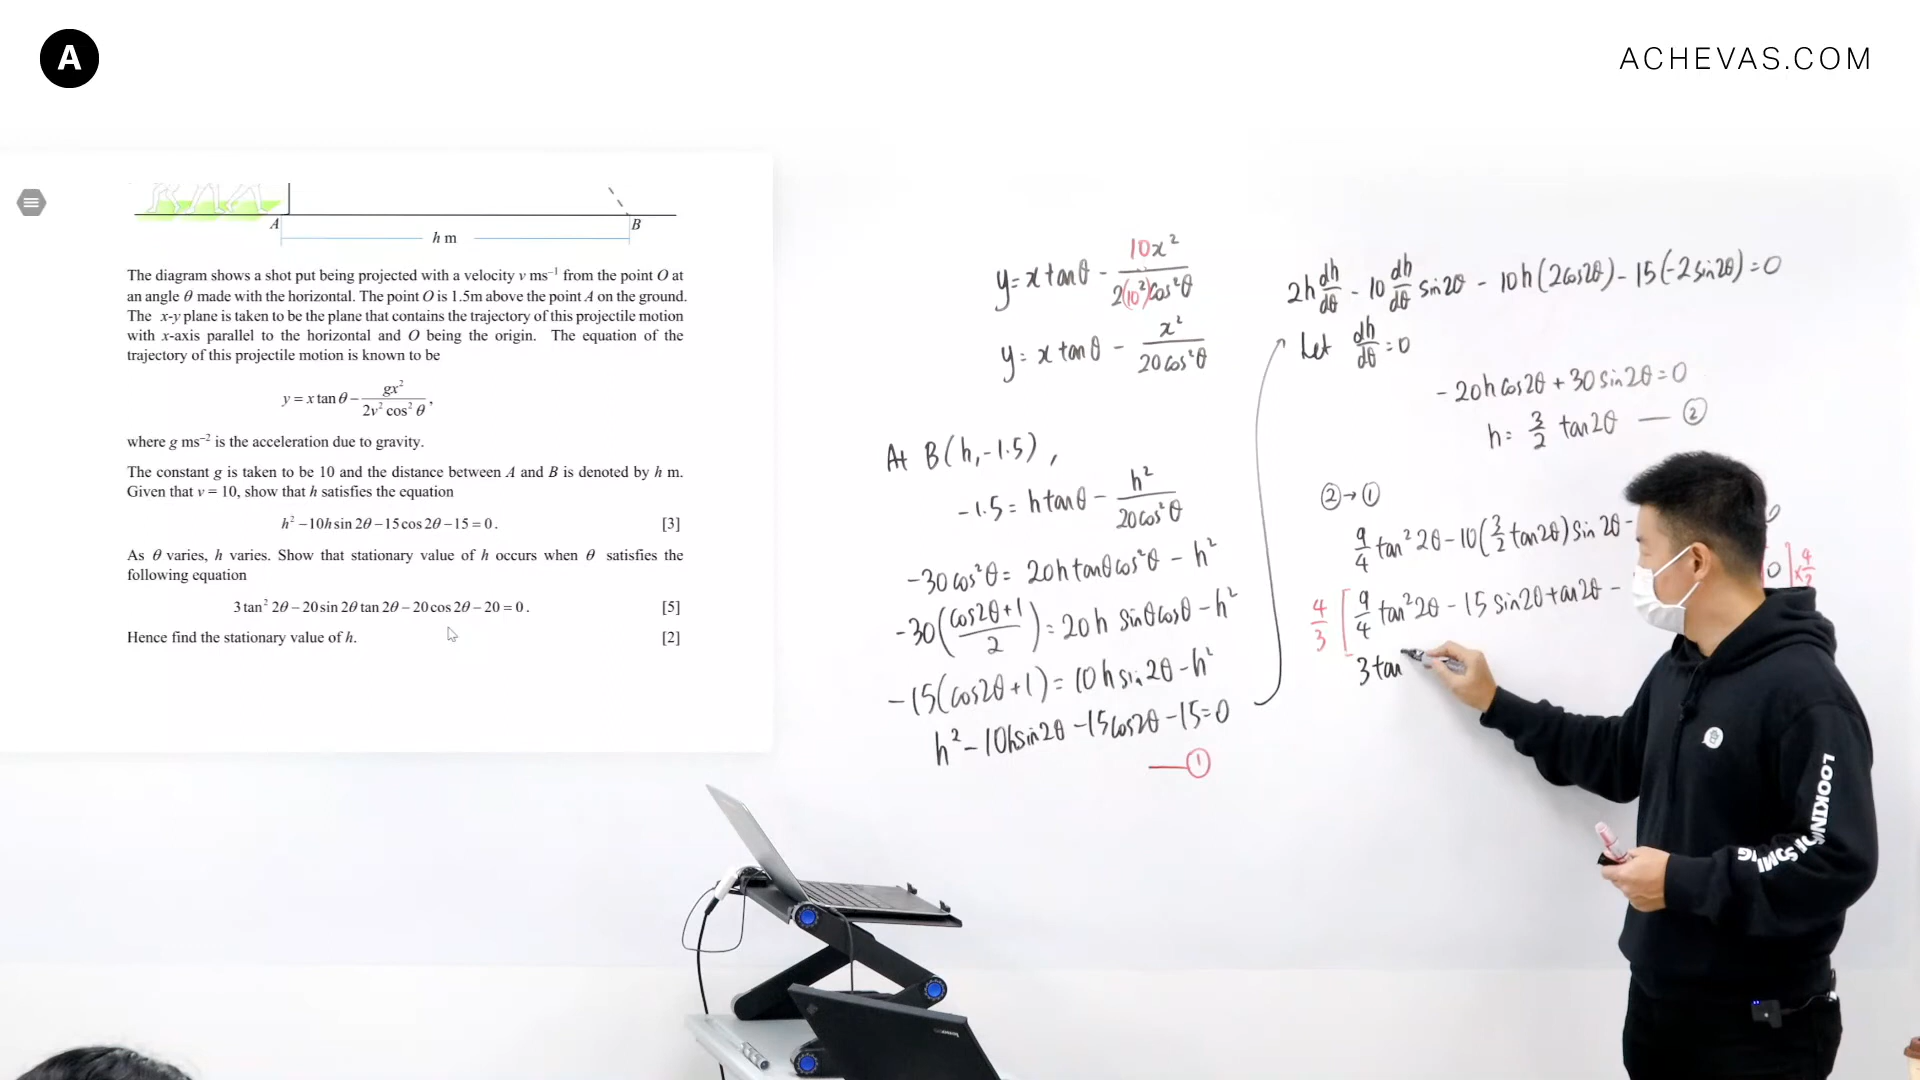 A
ACHEVAS.COM
A
B
h m
The diagram shows a shot put being projected with a velocity v ms⁻¹ from the point O at
an angle θ made with the horizontal. The point O is 1.5m above the point A on the ground.
The x-y plane is taken to be the plane that contains the trajectory of this projectile motion
with x-axis parallel to the horizontal and O being the origin. The equation of the
trajectory of this projectile motion is known to be
y = x tan θ − gx² / 2v² cos² θ ,
where g ms⁻² is the acceleration due to gravity.
The constant g is taken to be 10 and the distance between A and B is denoted by h m.
Given that v = 10, show that h satisfies the equation
h² −10h sin 2θ −15 cos 2θ −15 = 0. [3]
As θ varies, h varies. Show that stationary value of h occurs when θ satisfies the
following equation
3 tan² 2θ − 20 sin 2θ tan 2θ − 20 cos 2θ − 20 = 0. [5]
Hence find the stationary value of h. [2]
y = x tanθ − 10x² / 2(10²)cos²θ
y = x tanθ − x² / 20cos²θ
At B(h, -1.5) ,
-1.5 = h tanθ − h² / 20cos²θ
-30cos²θ = 20h tanθ cos²θ − h²
-30( cos2θ+1 / 2 ) = 20h sinθcosθ − h²
-15(cos2θ+1) = 10h sin2θ − h²
h² − 10h sin2θ − 15cos2θ − 15 = 0
— ①
2h dh/dθ − 10 dh/dθ sin2θ − 10h(2cos2θ) − 15(-2sin2θ) = 0
Let dh/dθ = 0
-20h cos2θ + 30 sin2θ = 0
h = 3/2 tan2θ — ②
② → ①
9/4 tan²2θ − 10(3/2 tan2θ) sin2θ −
4/3 [ 9/4 tan²2θ − 15 sin2θ tan2θ − 0 ] × 4/3
3 tan
LOOKING